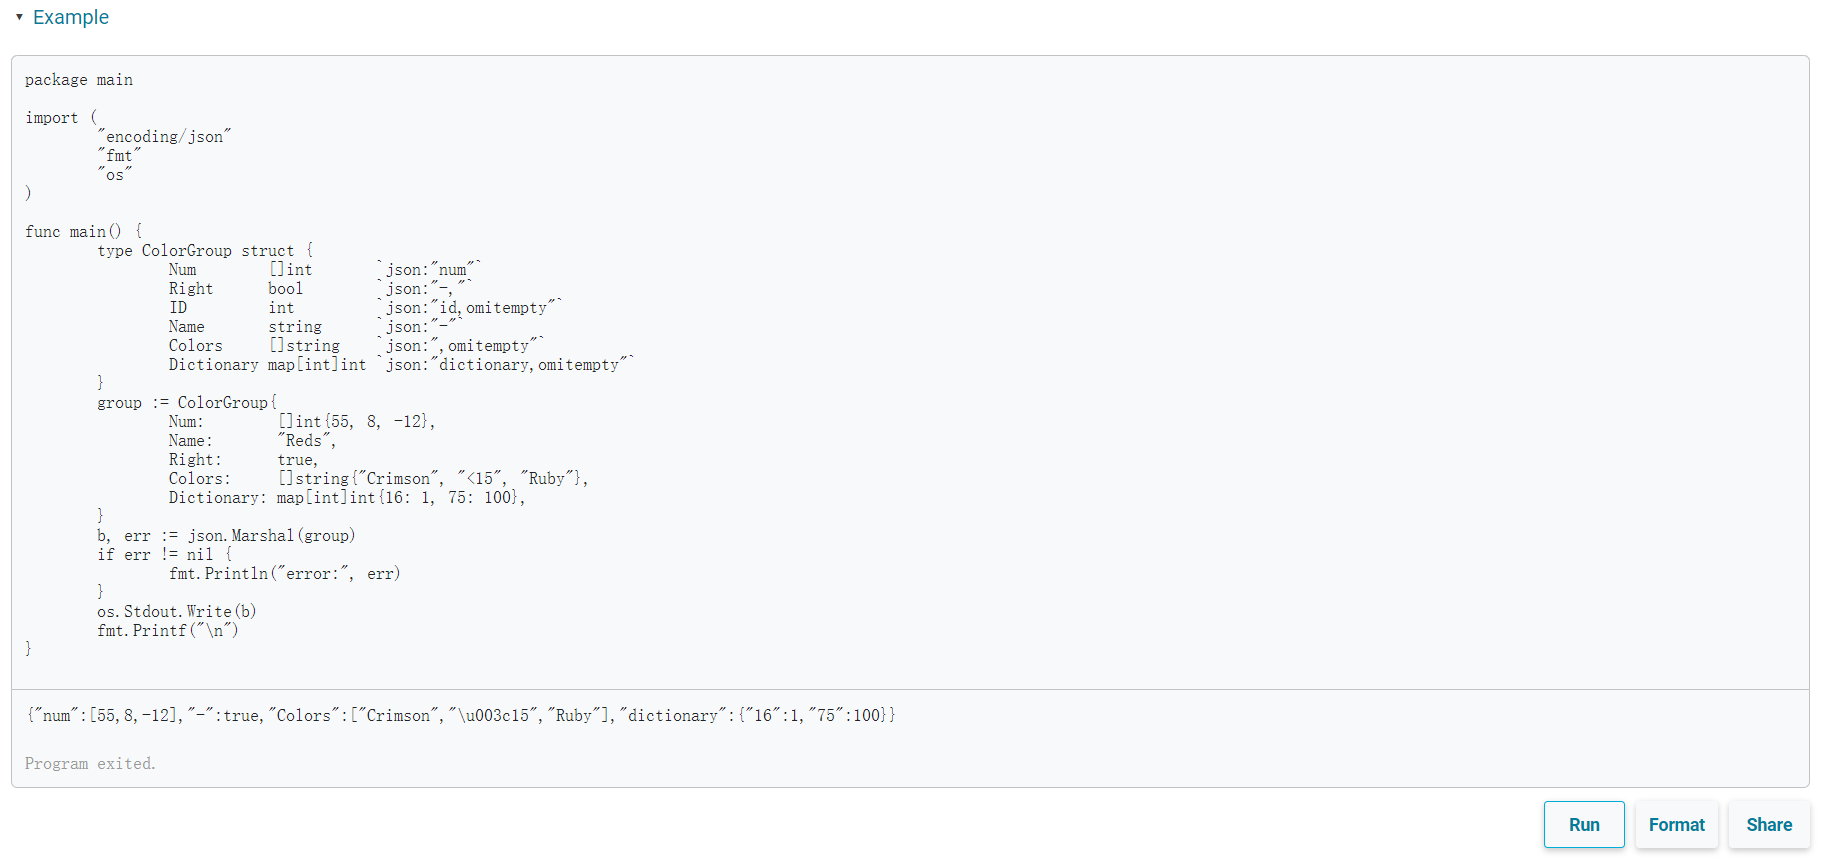 ▾ Example
package main
import (
"encoding/json"
"fmt"
"os"
)
func main() {
type ColorGroup struct {
Num        []int       `json:"num"`
Right      bool        `json:"-,"`
ID         int         `json:"id,omitempty"`
Name       string      `json:"-"`
Colors     []string    `json:",omitempty"`
Dictionary map[int]int `json:"dictionary,omitempty"`
}
group := ColorGroup{
Num:        []int{55, 8, -12},
Name:       "Reds",
Right:      true,
Colors:     []string{"Crimson", "<15", "Ruby"},
Dictionary: map[int]int{16: 1, 75: 100},
}
b, err := json.Marshal(group)
if err != nil {
fmt.Println("error:", err)
}
os.Stdout.Write(b)
fmt.Printf("\n")
}
{"num":[55,8,-12],"-":true,"Colors":["Crimson","\u003c15","Ruby"],"dictionary":{"16":1,"75":100}}
Program exited.
Run Format Share